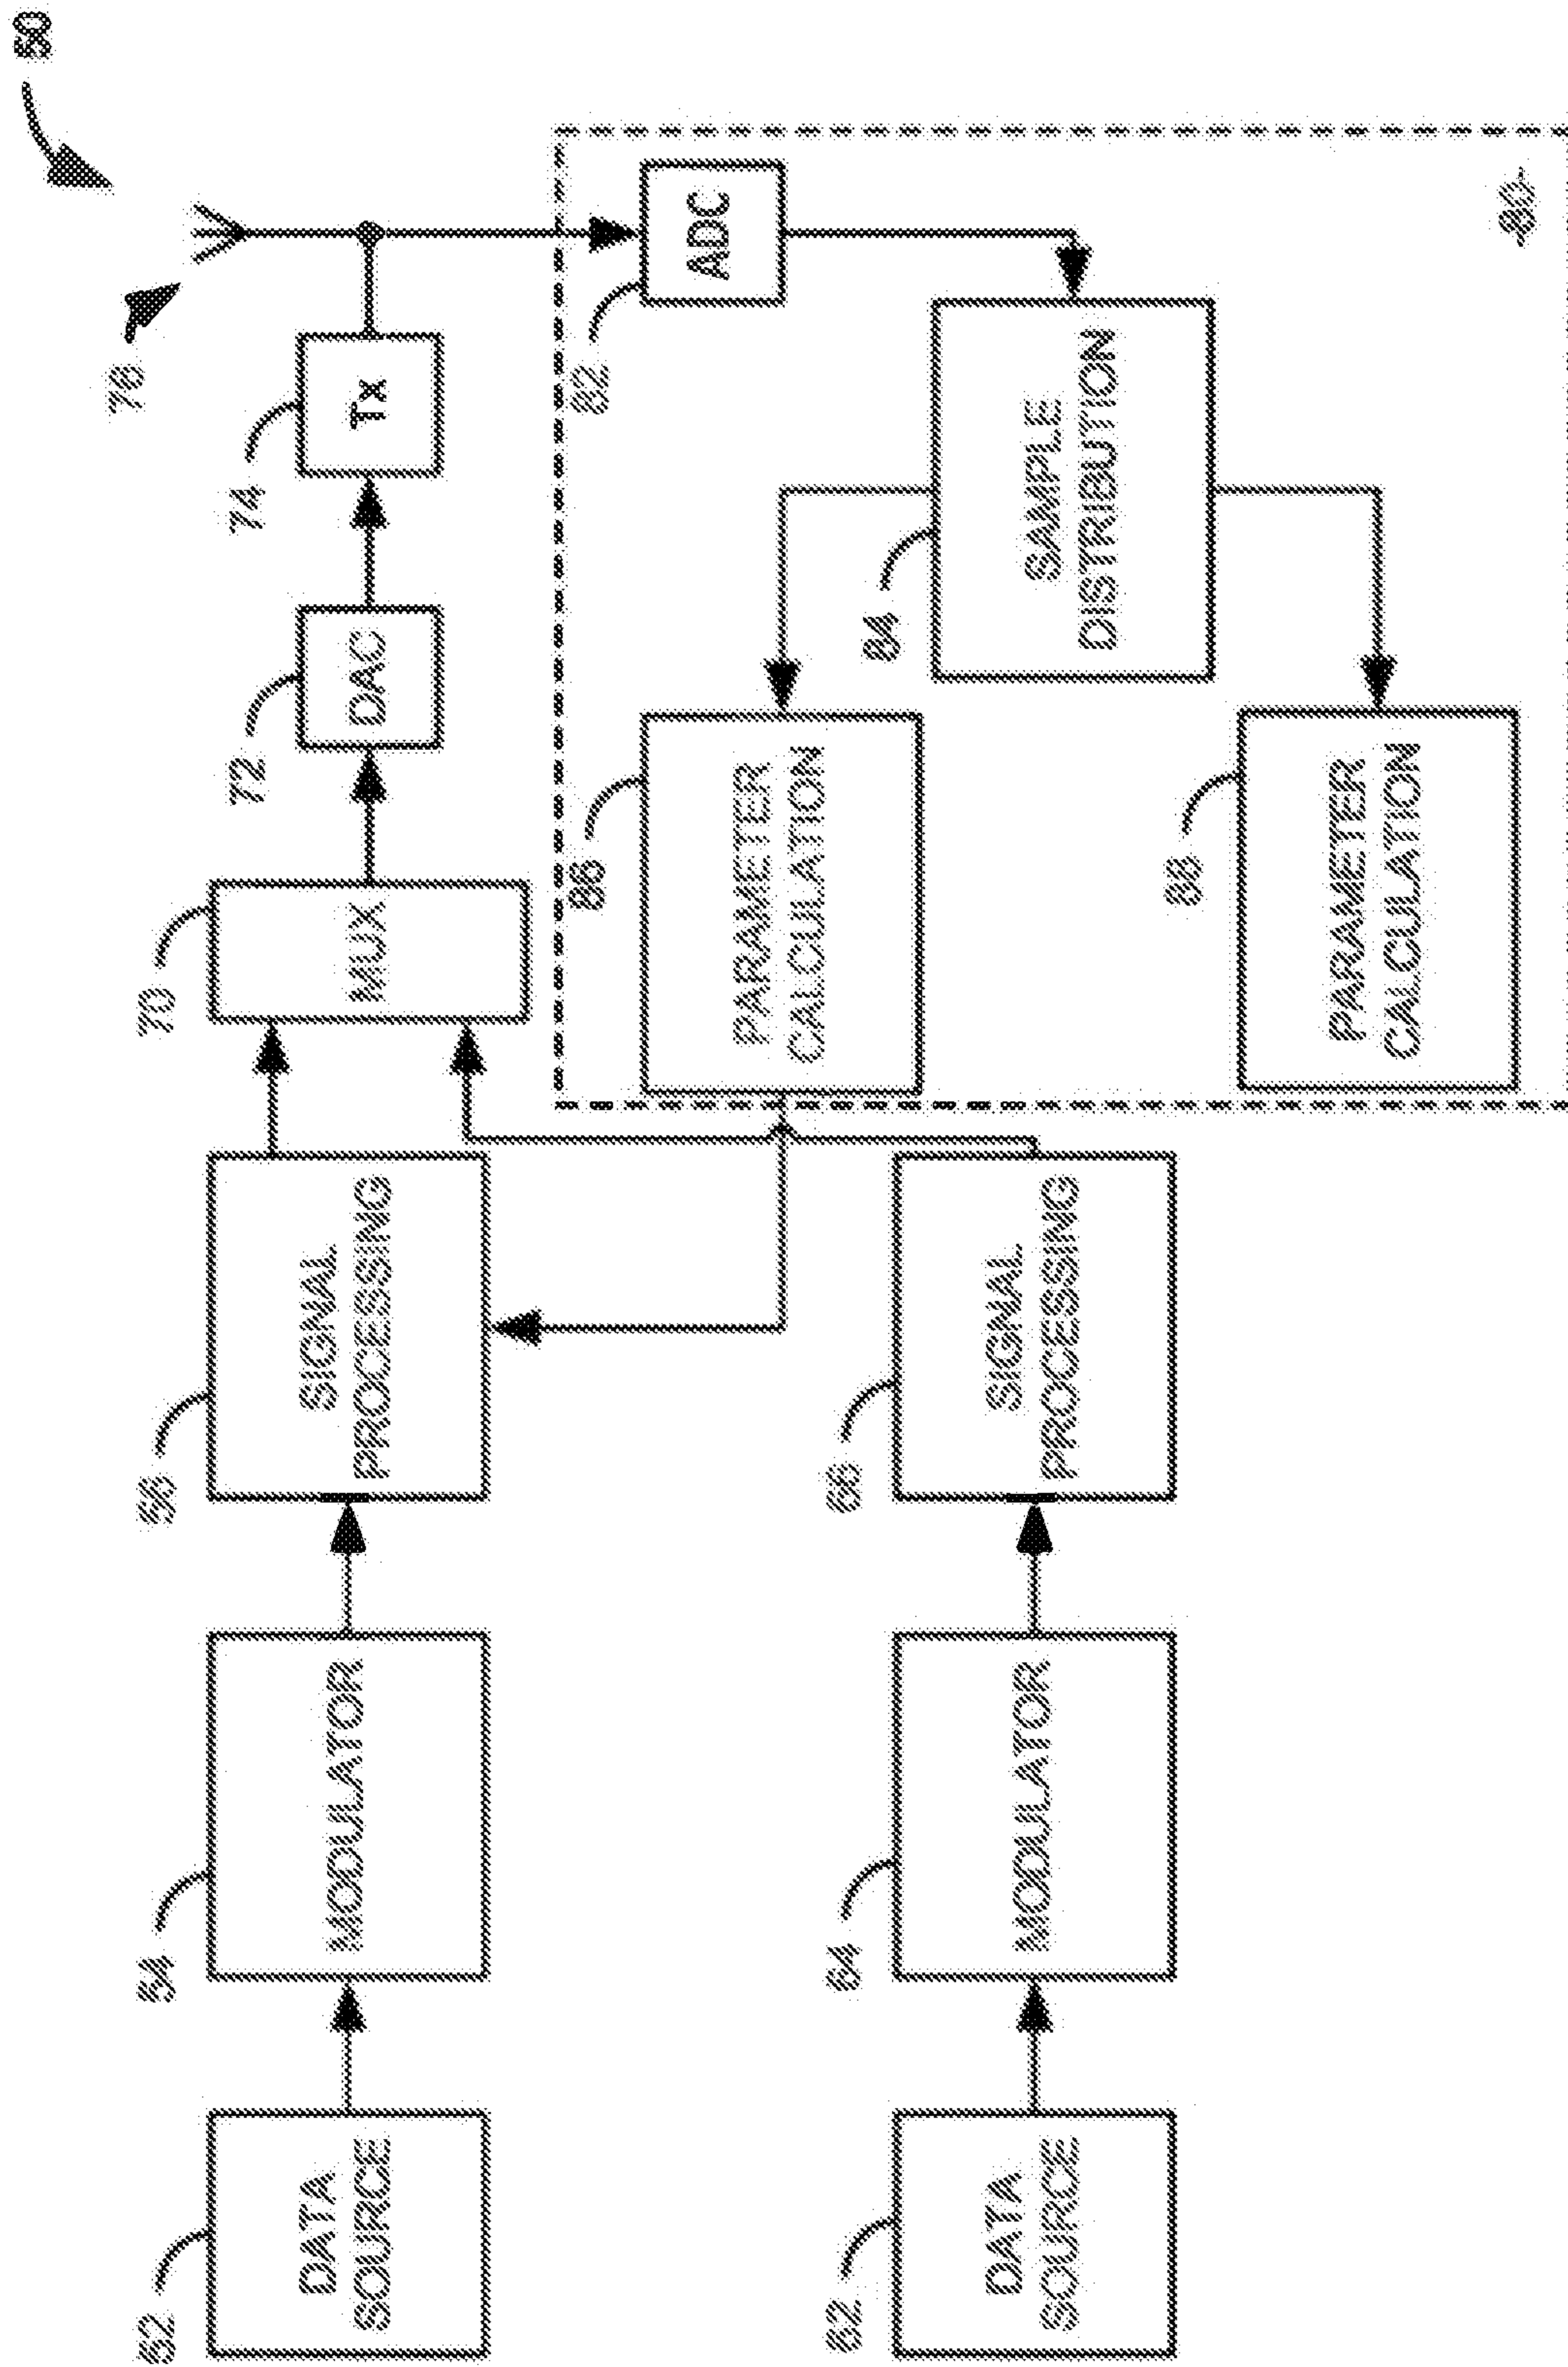 50
76
52
DATA
SOURCE
54
MODULATOR
56
SIGNAL
PROCESSING
70
MUX
72
DAC
74
Tx
62
DATA
SOURCE
64
MODULATOR
66
SIGNAL
PROCESSING
82
ADC
84
SAMPLE
DISTRIBUTION
86
PARAMETER
CALCULATION
88
PARAMETER
CALCULATION
-80-